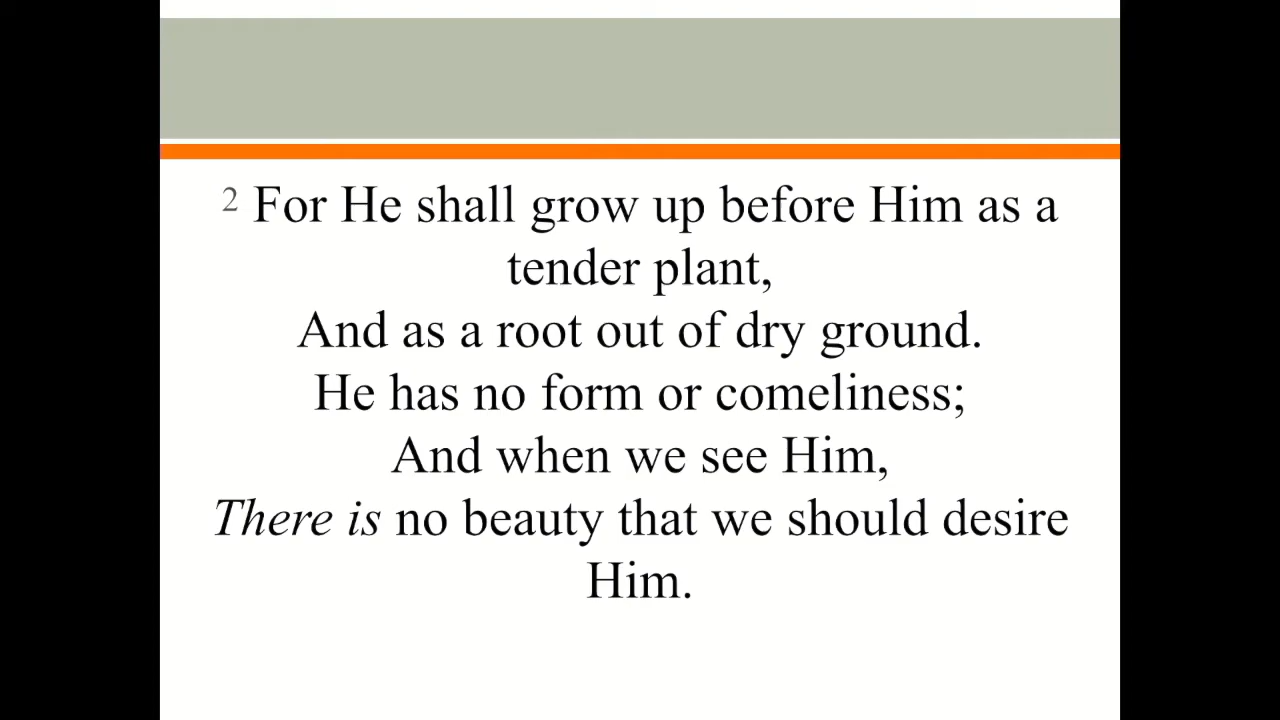 2 For He shall grow up before Him as a
tender plant,
And as a root out of dry ground.
He has no form or comeliness;
And when we see Him,
There is no beauty that we should desire
Him.